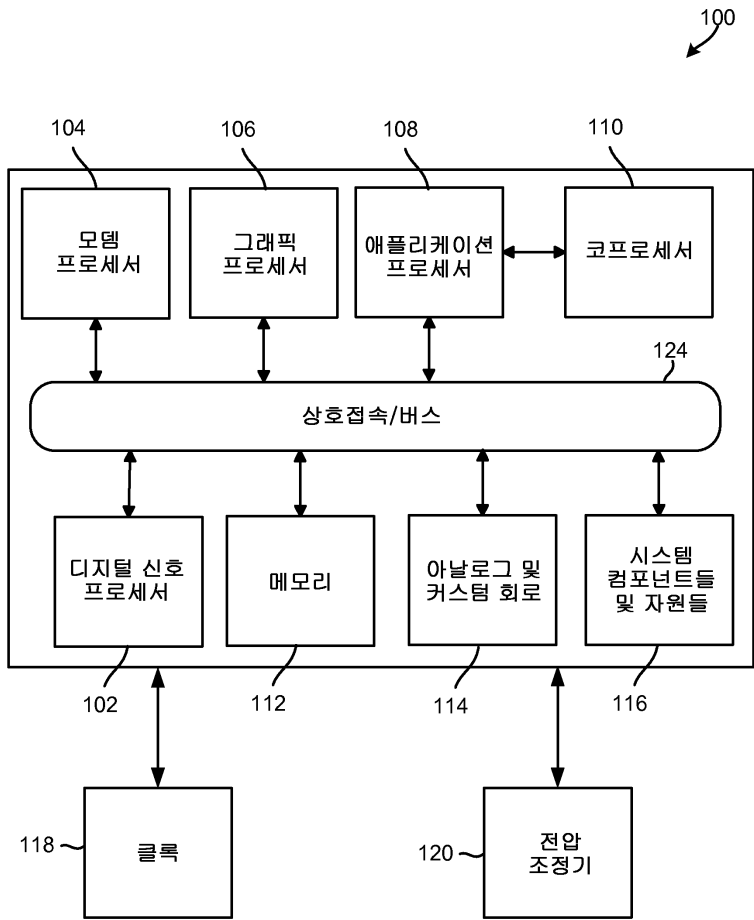 100
104
106
108
110
모뎀
프로세서
그래픽
프로세서
애플리케이션
프로세서
코프로세서
124
상호접속/버스
디지털 신호
프로세서
메모리
아날로그 및
커스텀 회로
시스템
컴포넌트들
및 자원들
102
112
114
116
118
클록
120
전압
조정기